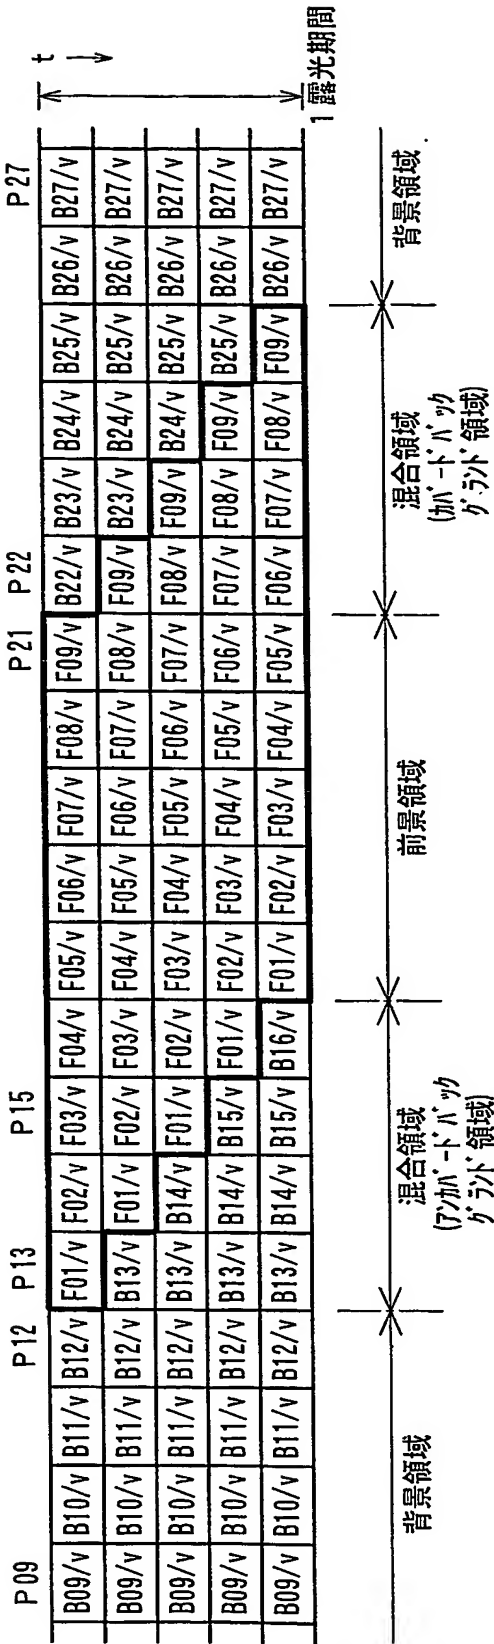 P09 P12 P13 P15 P21 P22 P27
t
B09/v B10/v B11/v B12/v F01/v F02/v F03/v F04/v F05/v F06/v F07/v F08/v F09/v B22/v B23/v B24/v B25/v B26/v B27/v
B09/v B10/v B11/v B12/v B13/v F01/v F02/v F03/v F04/v F05/v F06/v F07/v F08/v F09/v B23/v B24/v B25/v B26/v B27/v
B09/v B10/v B11/v B12/v B13/v B14/v F01/v F02/v F03/v F04/v F05/v F06/v F07/v F08/v F09/v B24/v B25/v B26/v B27/v
B09/v B10/v B11/v B12/v B13/v B14/v B15/v F01/v F02/v F03/v F04/v F05/v F06/v F07/v F08/v F09/v B25/v B26/v B27/v
B09/v B10/v B11/v B12/v B13/v B14/v B15/v B16/v F01/v F02/v F03/v F04/v F05/v F06/v F07/v F08/v F09/v B26/v B27/v
1 露光期間
背景領域
混合領域
(アンカバードバック
グランド領域)
前景領域
混合領域
(カバードバック
グランド領域)
背景領域